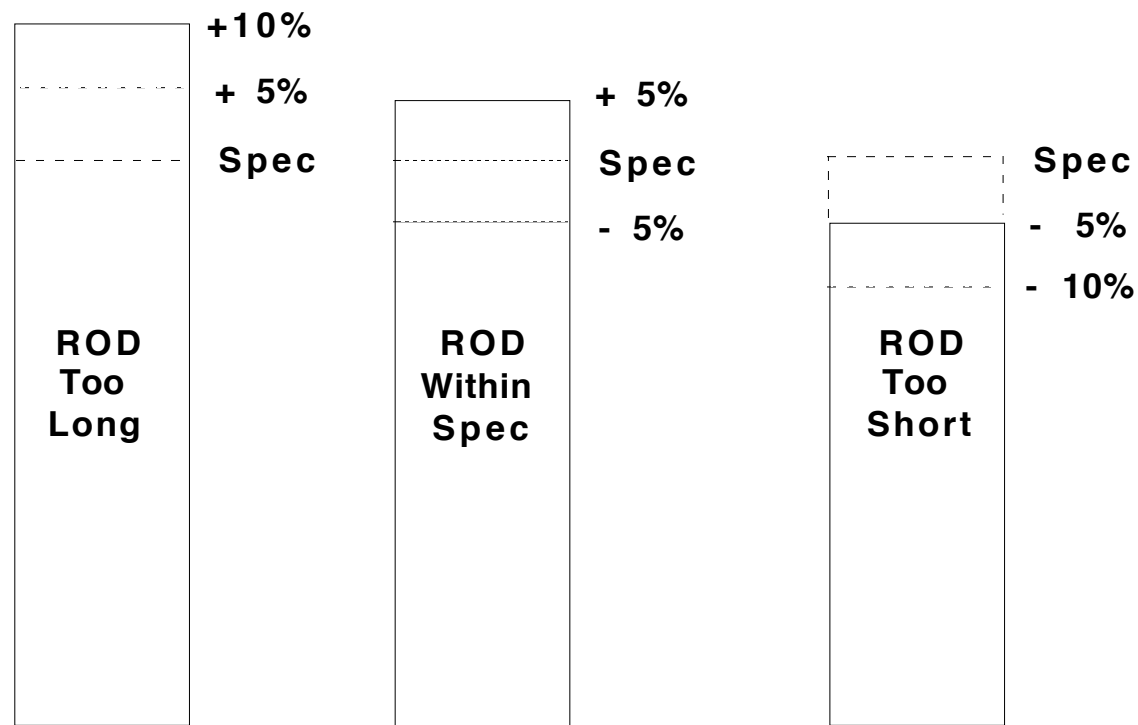 +10%
+ 5%
Spec
ROD
Too
Long
+ 5%
Spec
- 5%
ROD
Within
Spec
Spec
- 5%
- 10%
ROD
Too
Short